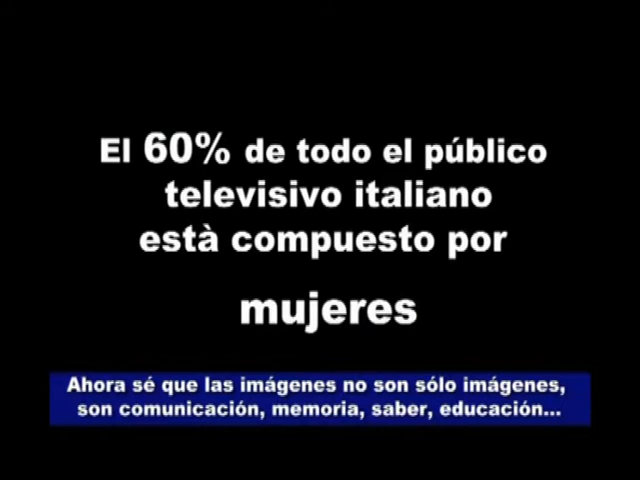 El 60% de todo el público
televisivo italiano
està compuesto por
mujeres
Ahora sé que las imágenes no son sólo imágenes,
son comunicación, memoria, saber, educación...